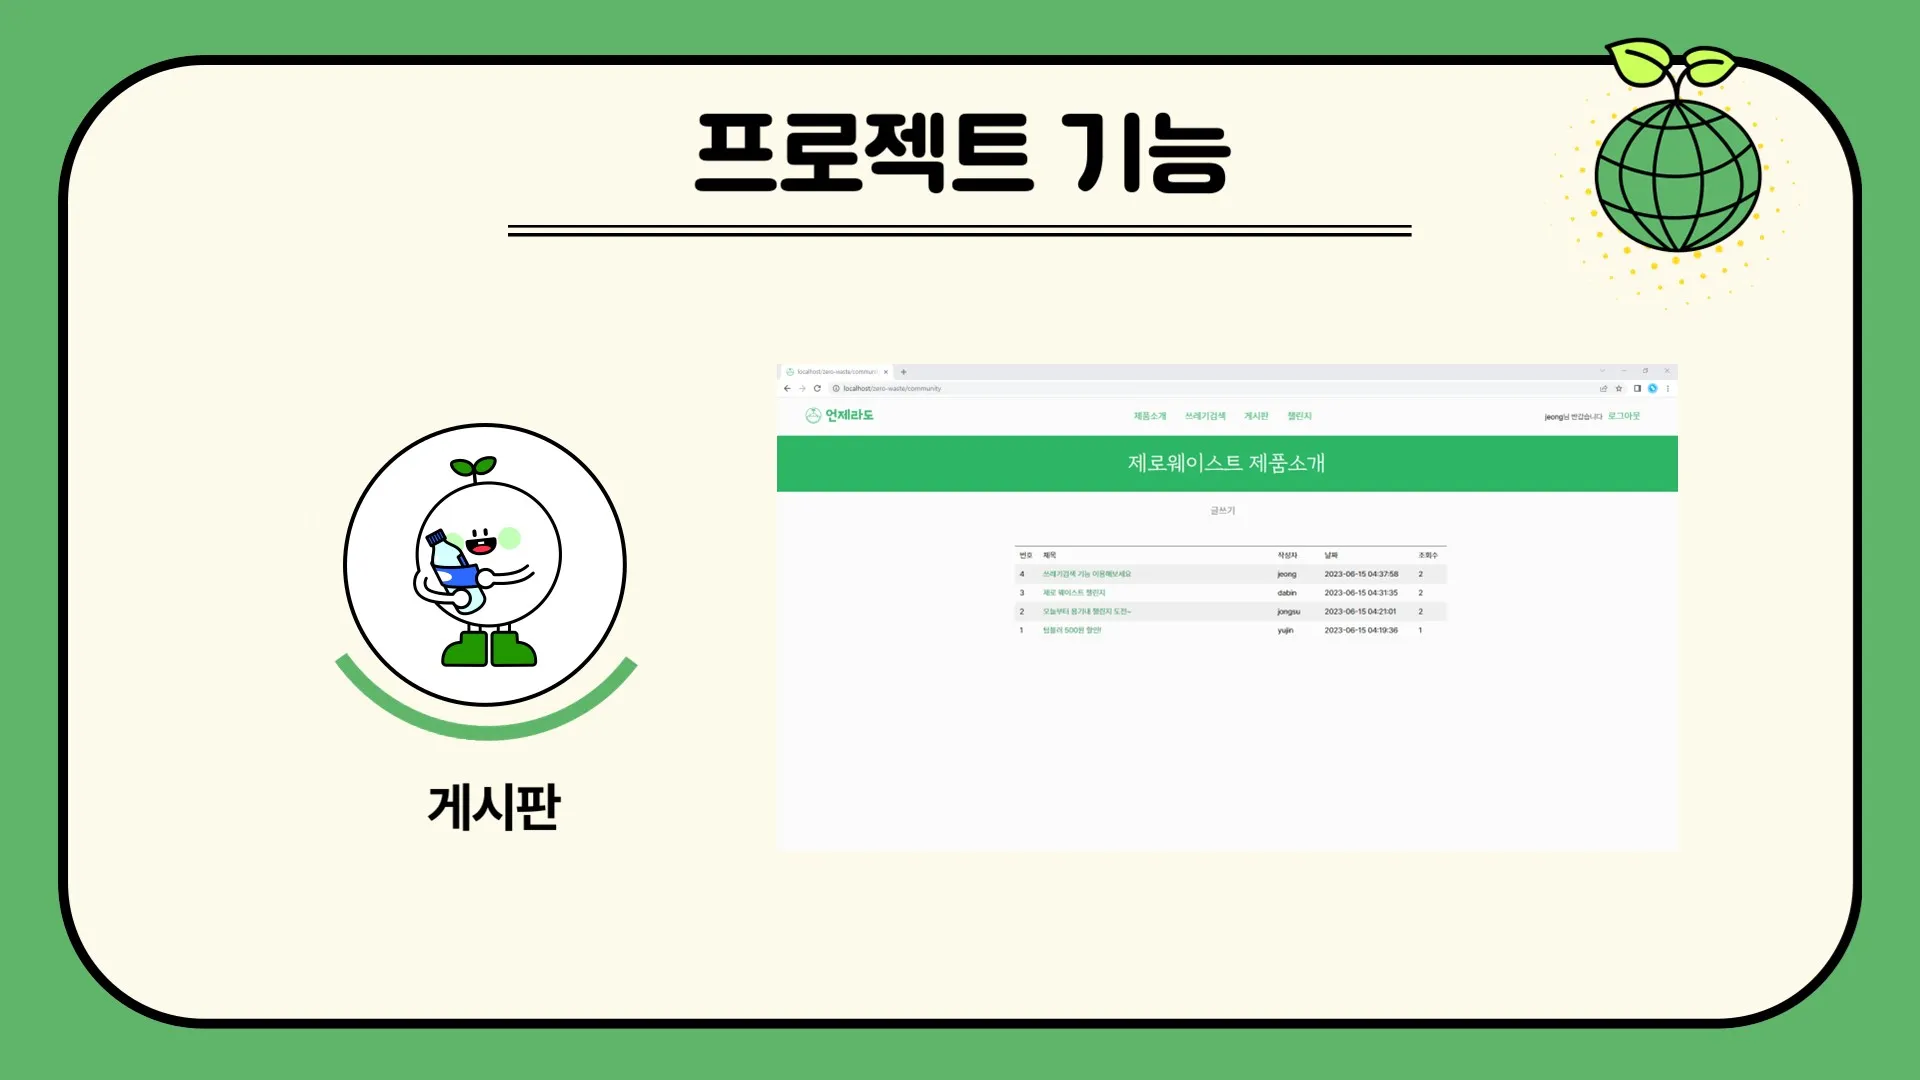 프로젝트 기능
localhost/zero-waste/communi
localhost/zero-waste/community
언제라도
제품소개 쓰레기검색 게시판 챌린지
jeong님 반갑습니다 로그아웃
제로웨이스트 제품소개
글쓰기
번호 제목 작성자 날짜 조회수
4 쓰레기검색 기능 이용해보세요 jeong 2023-06-15 04:37:58 2
3 제로 웨이스트 챌린지 dabin 2023-06-15 04:31:35 2
2 오늘부터 용기내 챌린지 도전~ jongsu 2023-06-15 04:21:01 2
1 텀블러 500원 할인! yujin 2023-06-15 04:19:36 1
게시판